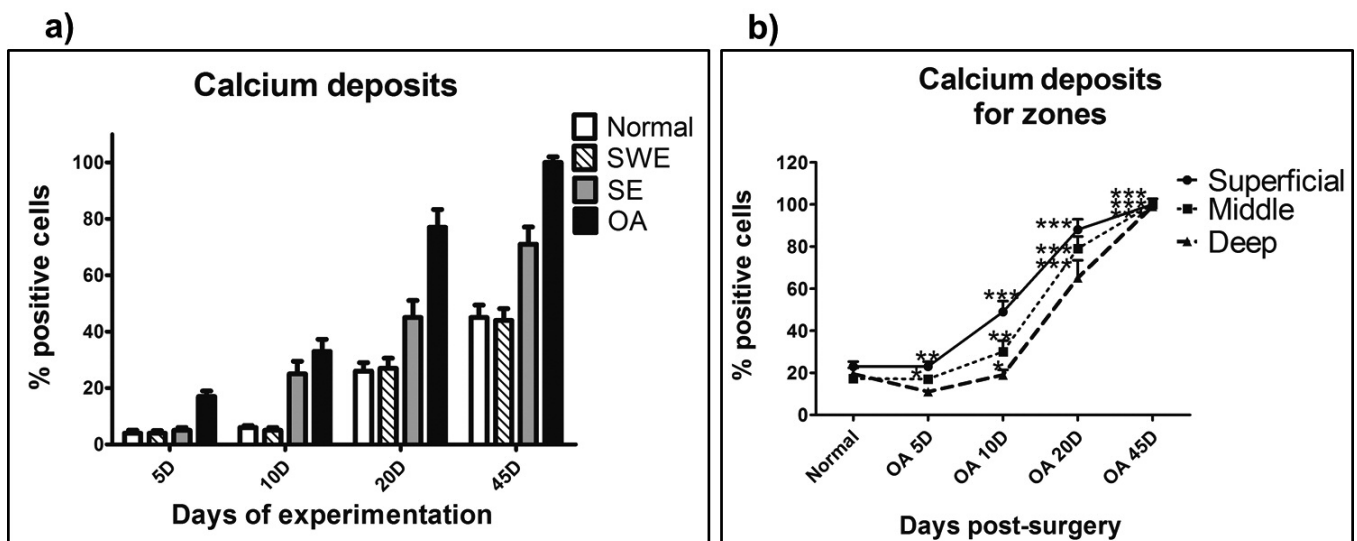 a)
Calcium deposits
Normal
SWE
SE
OA
% positive cells
100
80
60
40
20
0
5D
10D
20D
45D
Days of experimentation
b)
Calcium deposits
for zones
Superficial
Middle
Deep
% positive cells
120
100
80
60
40
20
0
***
***
***
***
***
***
***
**
**
*
*
Normal
OA 5D
OA 10D
OA 20D
OA 45D
Days post-surgery